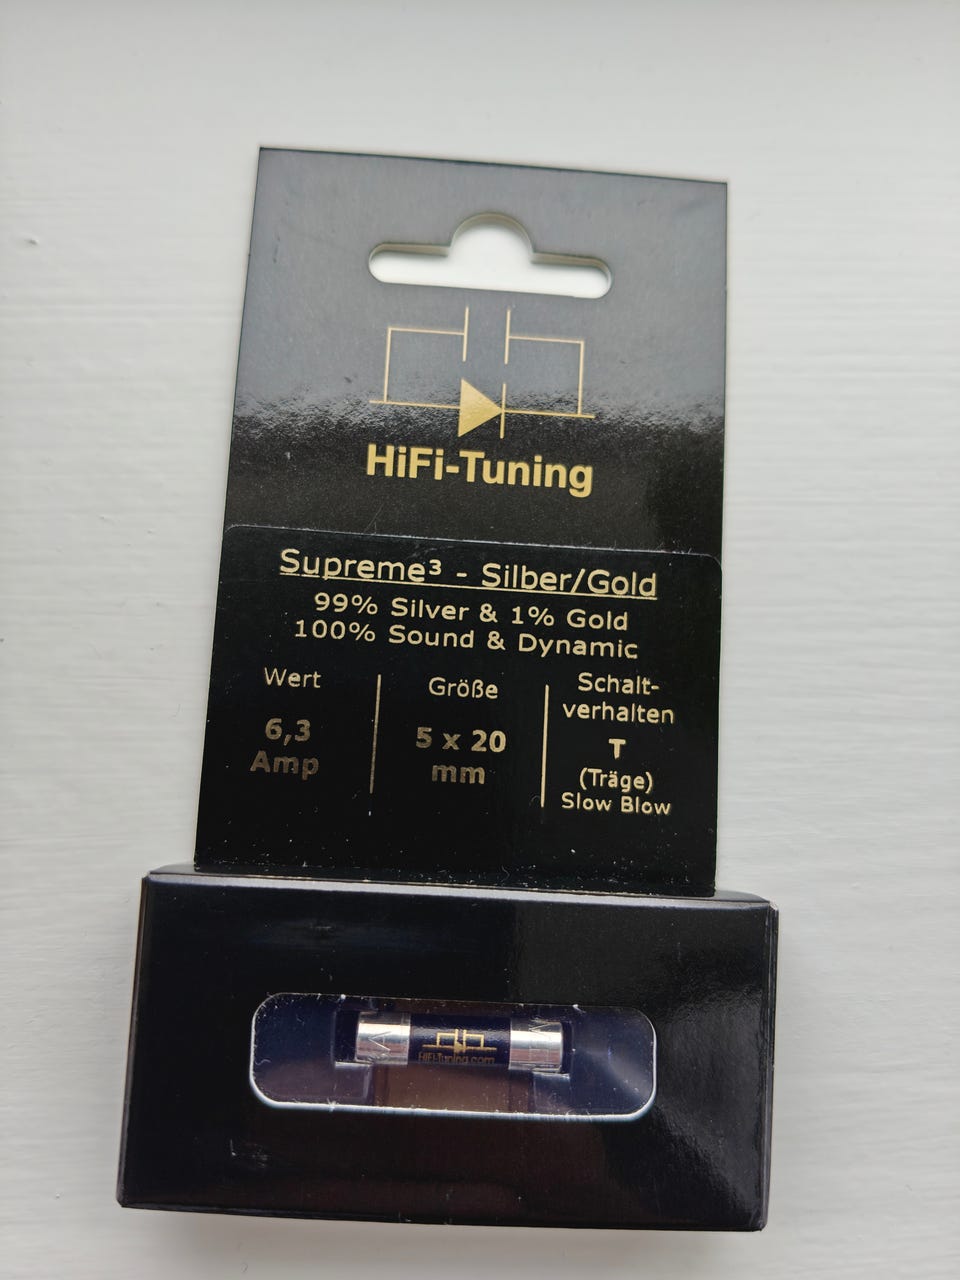 HiFi-Tuning
Supreme³ - Silber/Gold
99% Silver & 1% Gold
100% Sound & Dynamic
Wert
6,3
Amp
Größe
5 x 20
mm
Schalt-
verhalten
T
(Träge)
Slow Blow
HiFi-Tuning.com